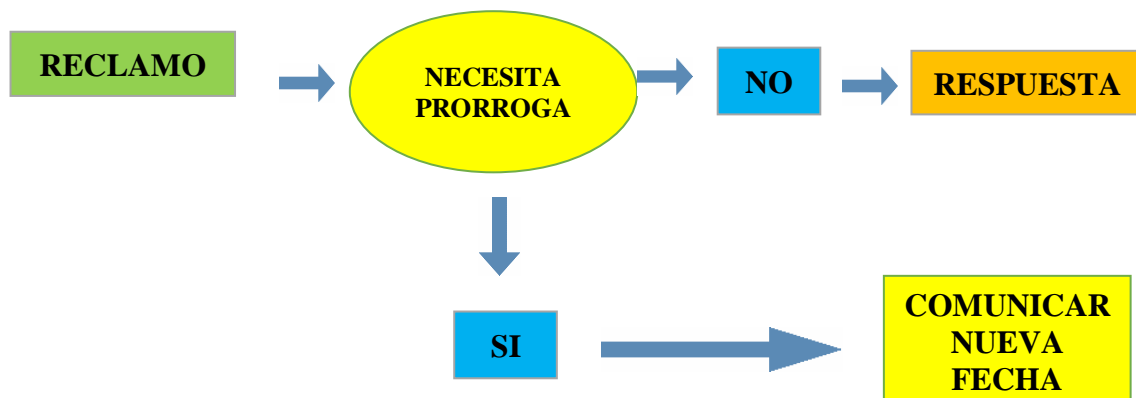 RECLAMO
NECESITA
PRORROGA
NO
RESPUESTA
SI
COMUNICAR
NUEVA
FECHA